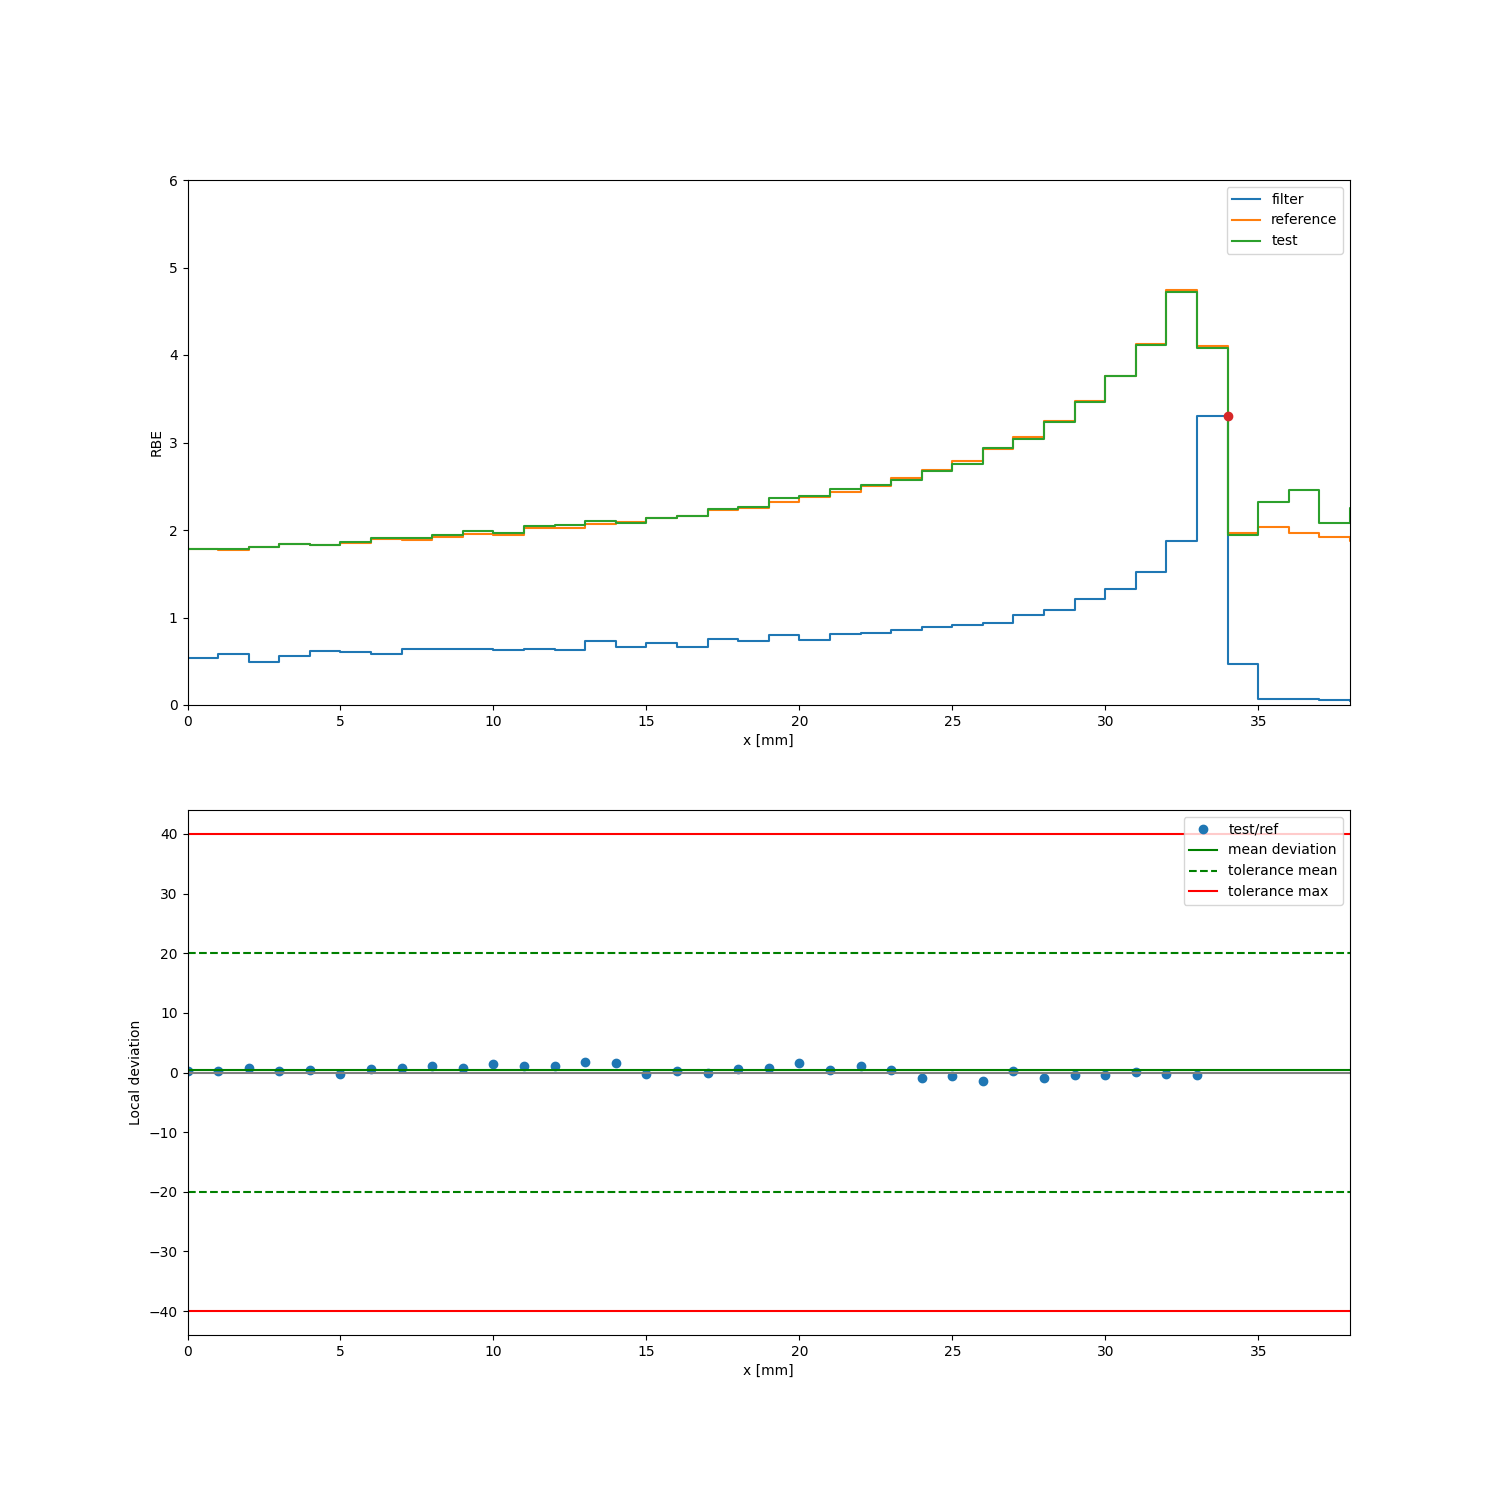 6
5
4
3
2
1
0
RBE
filter
reference
test
0 5 10 15 20 25 30 35
x [mm]
40
30
20
10
0
−10
−20
−30
−40
Local deviation
test/ref
mean deviation
tolerance mean
tolerance max
0 5 10 15 20 25 30 35
x [mm]